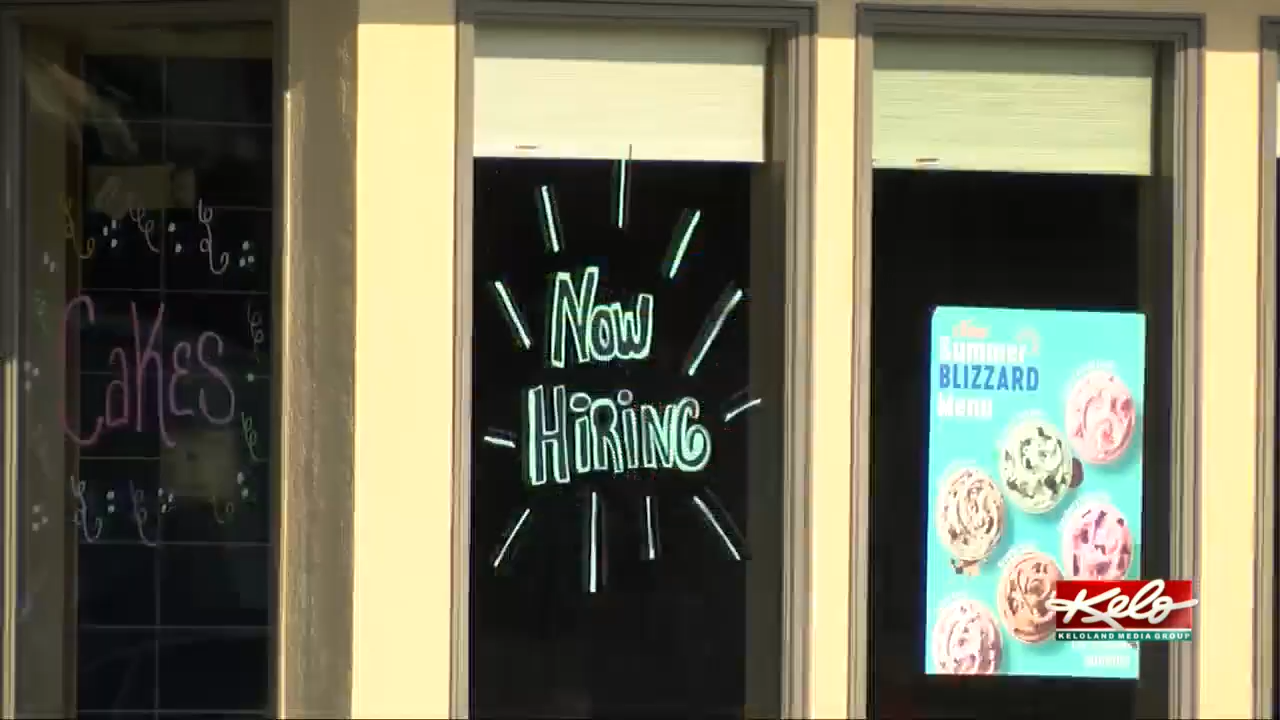 Cakes
Now
Hiring
Summer
BLIZZARD
Menu
Kelo
KELOLAND MEDIA GROUP